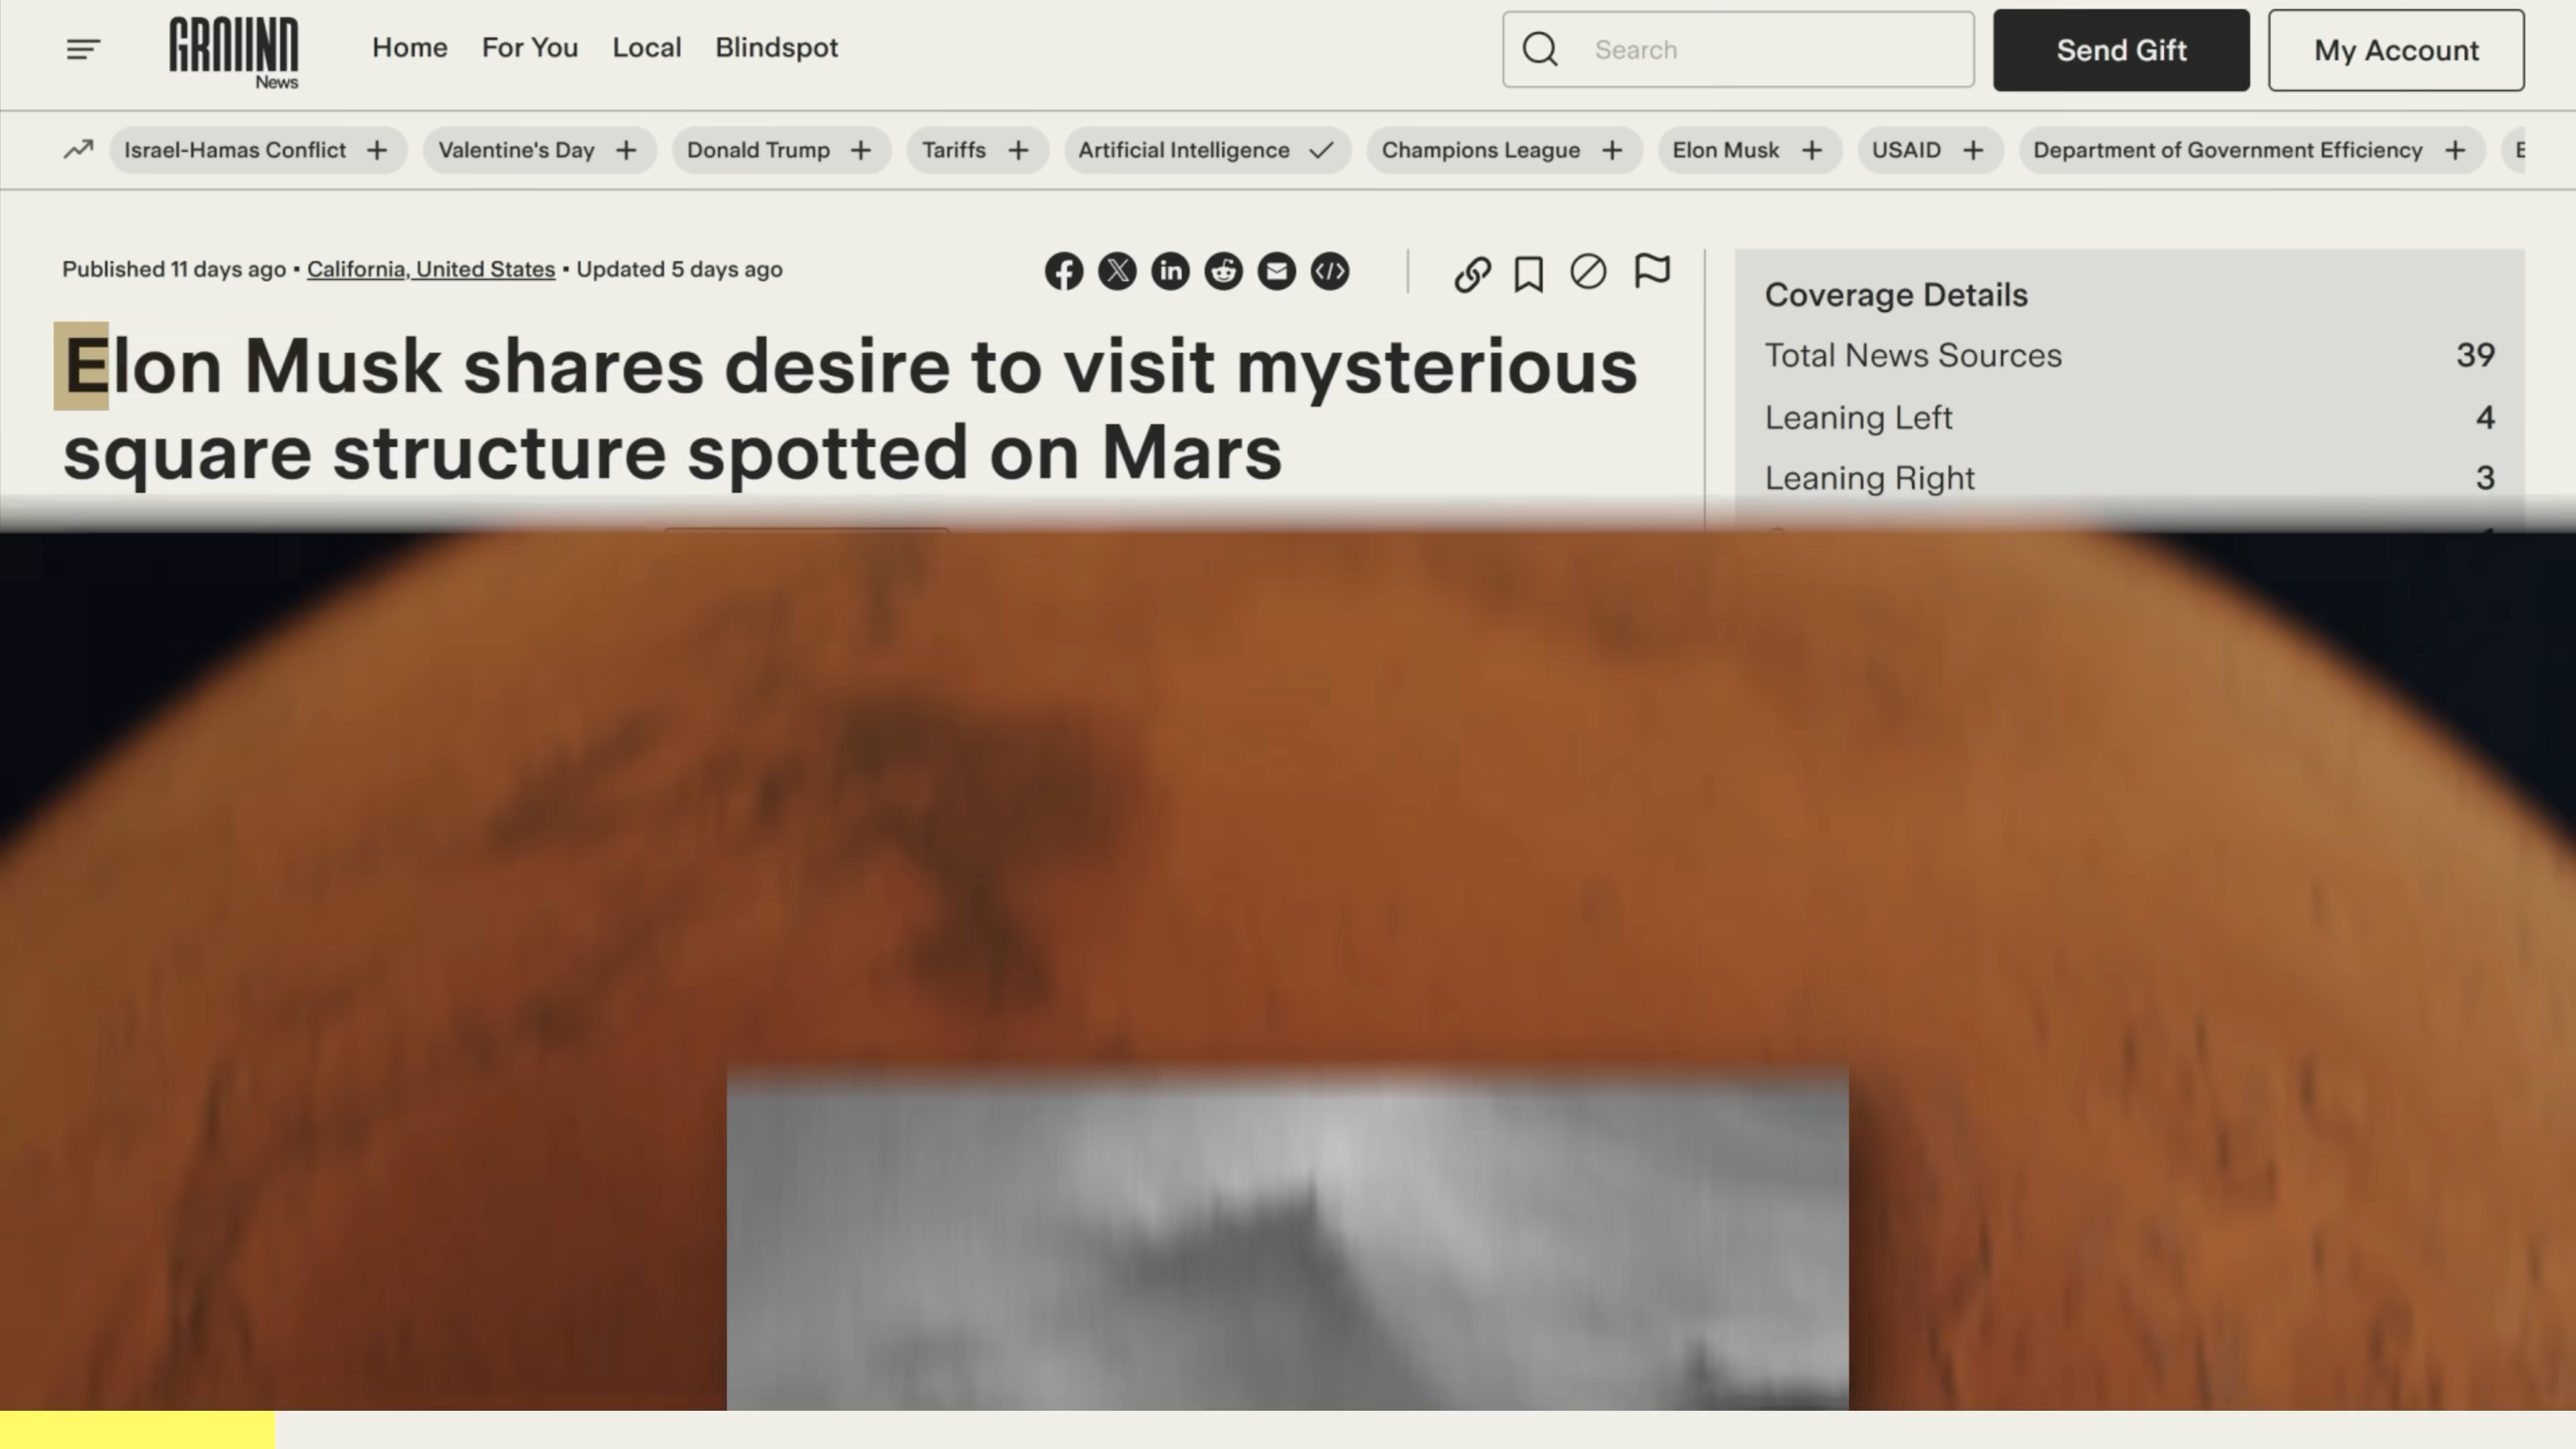 GROUND News
Home For You Local Blindspot
Search
Send Gift
My Account
Israel-Hamas Conflict + Valentine's Day + Donald Trump + Tariffs + Artificial Intelligence Champions League + Elon Musk + USAID + Department of Government Efficiency +
Published 11 days ago • California, United States • Updated 5 days ago
Elon Musk shares desire to visit mysterious
square structure spotted on Mars
Coverage Details
Total News Sources 39
Leaning Left 4
Leaning Right 3